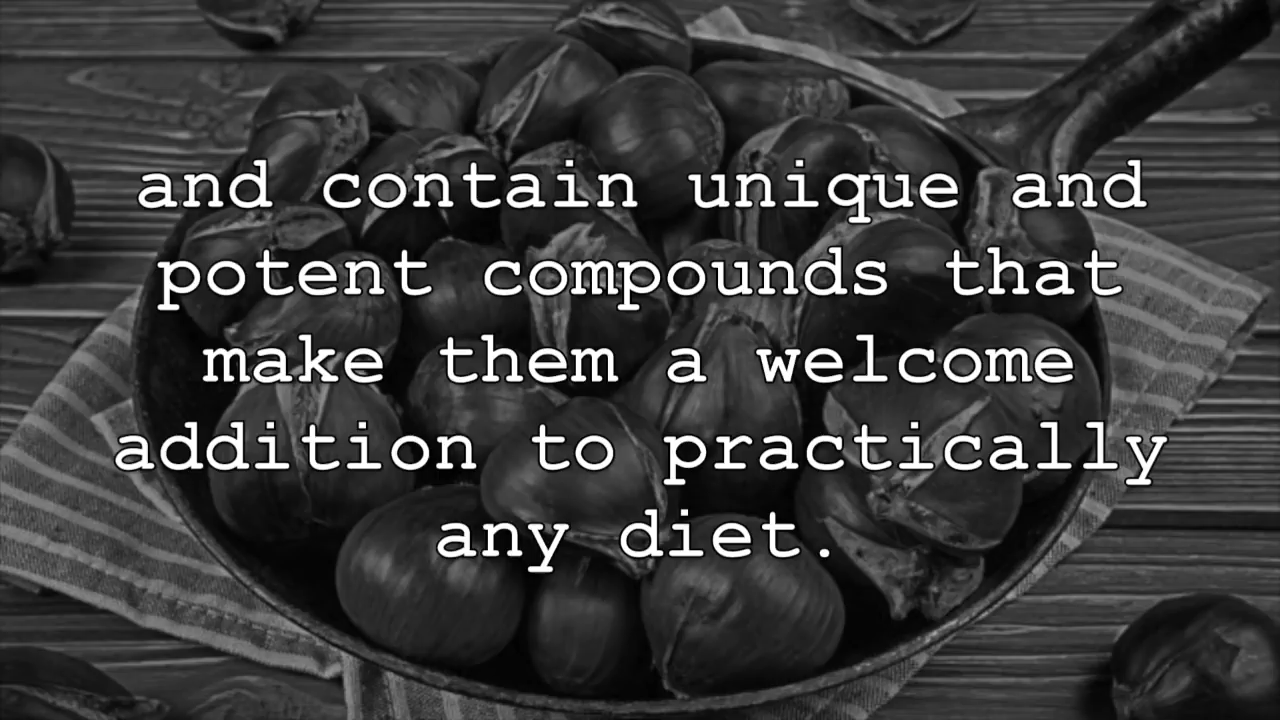 and contain unique and
potent compounds that
make them a welcome
addition to practically
any diet.